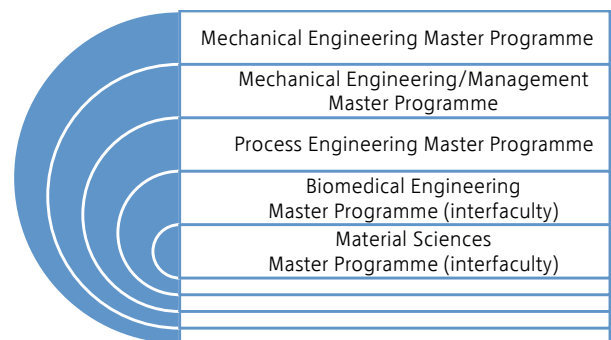 Mechanical Engineering Master Programme
Mechanical Engineering/Management
Master Programme
Process Engineering Master Programme
Biomedical Engineering
Master Programme (interfaculty)
Material Sciences
Master Programme (interfaculty)